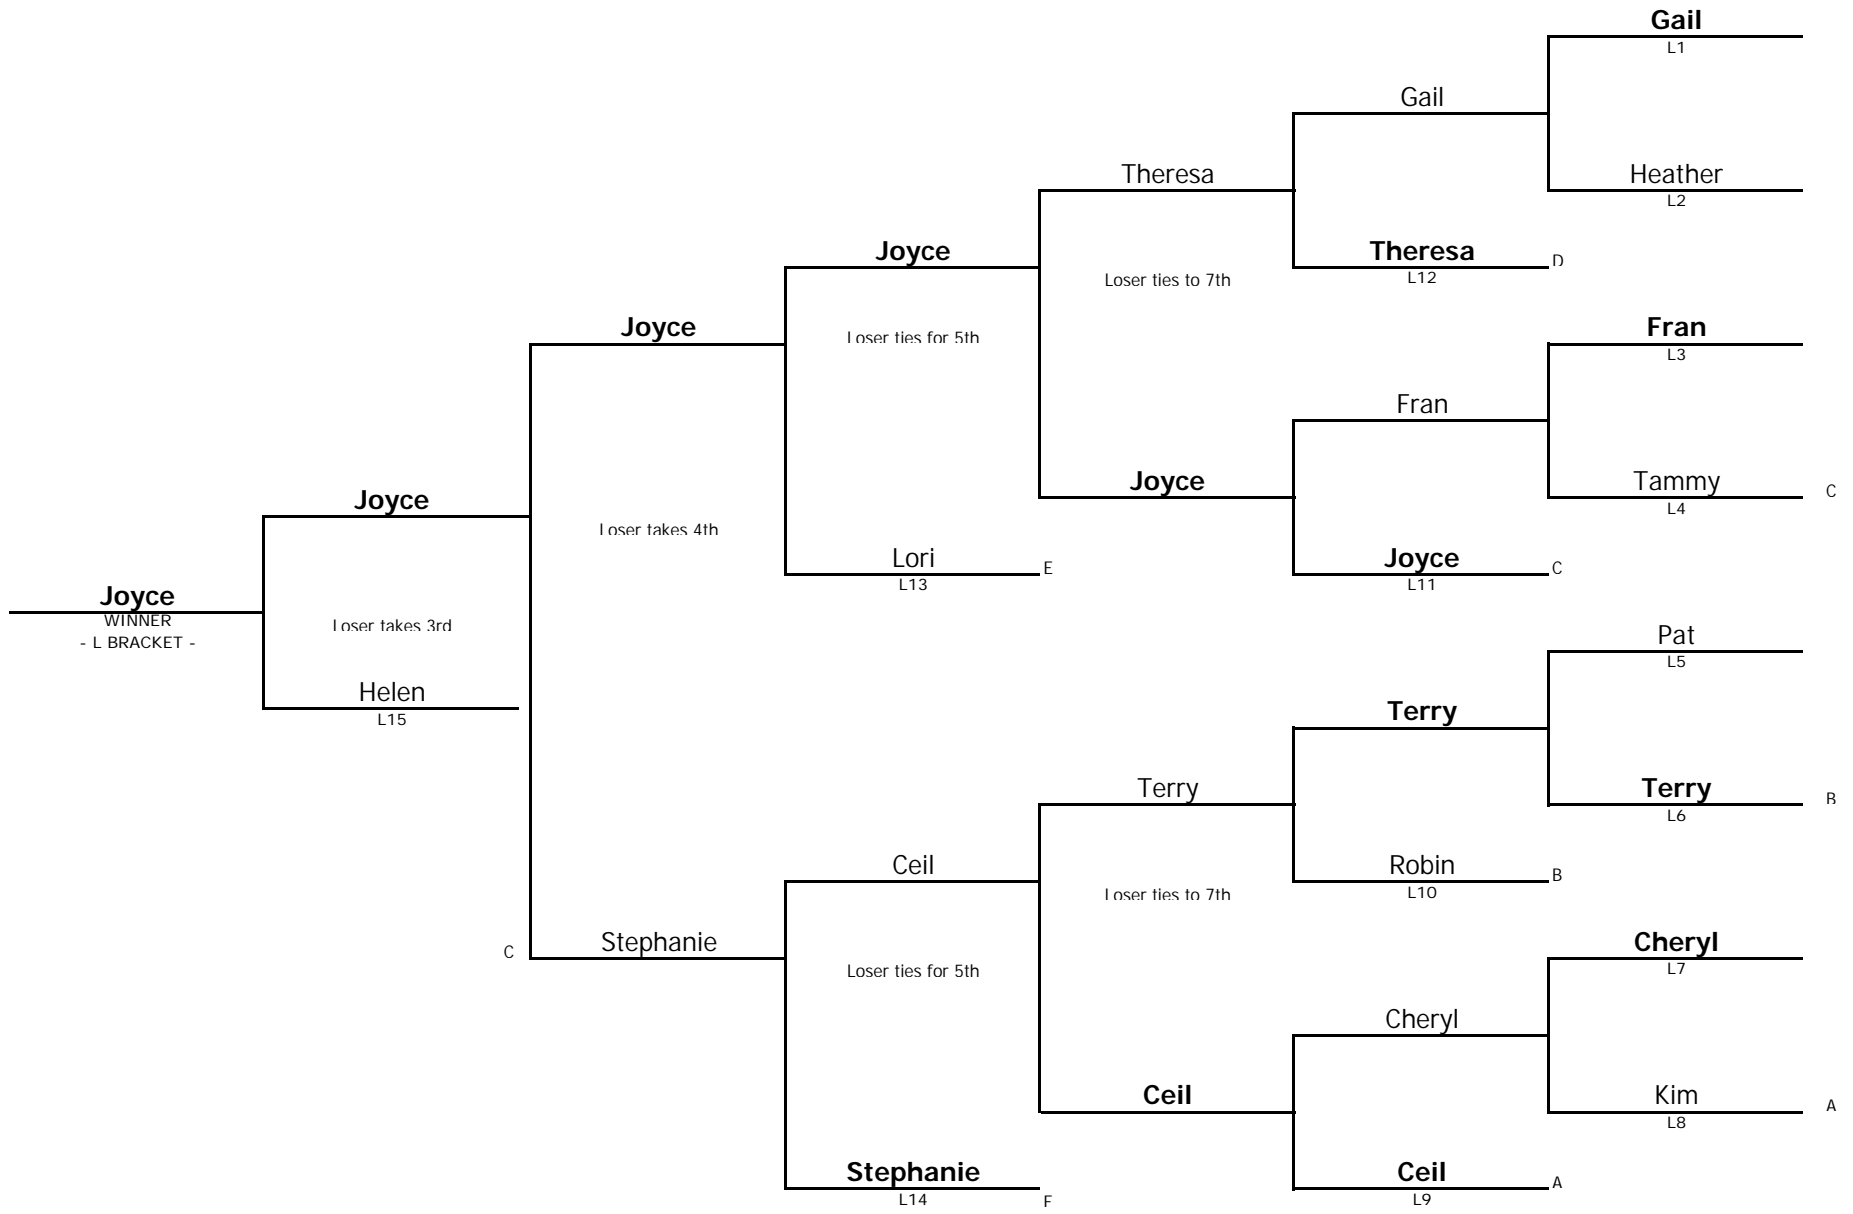 Gail
L1
Gail
Theresa
Heather
L2
Joyce
Theresa
D
L12
Loser ties to 7th
Joyce
Loser ties for 5th
Fran
L3
Fran
Joyce
Joyce
Tammy
C
L4
Loser takes 4th
Lori
E
L13
Joyce
C
L11
Joyce
WINNER
- L BRACKET -
Loser takes 3rd
Pat
L5
Helen
L15
Terry
Terry
Terry
B
L6
Ceil
Robin
B
L10
Loser ties to 7th
C
Stephanie
Loser ties for 5th
Cheryl
L7
Cheryl
Ceil
Kim
A
L8
Stephanie
F
L14
Ceil
A
L9